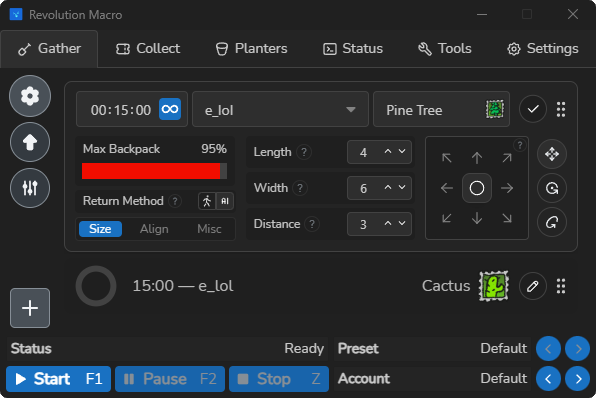 Revolution Macro
Gather Collect Planters Status Tools Settings
00:15:00 e_lol Pine Tree
Max Backpack 95%
Length ? 4
?
Width ? 6
Return Method ? AI
Distance ? 3
Size Align Misc
15:00 — e_lol Cactus
Status Ready Preset Default
Start F1 Pause F2 Stop Z Account Default